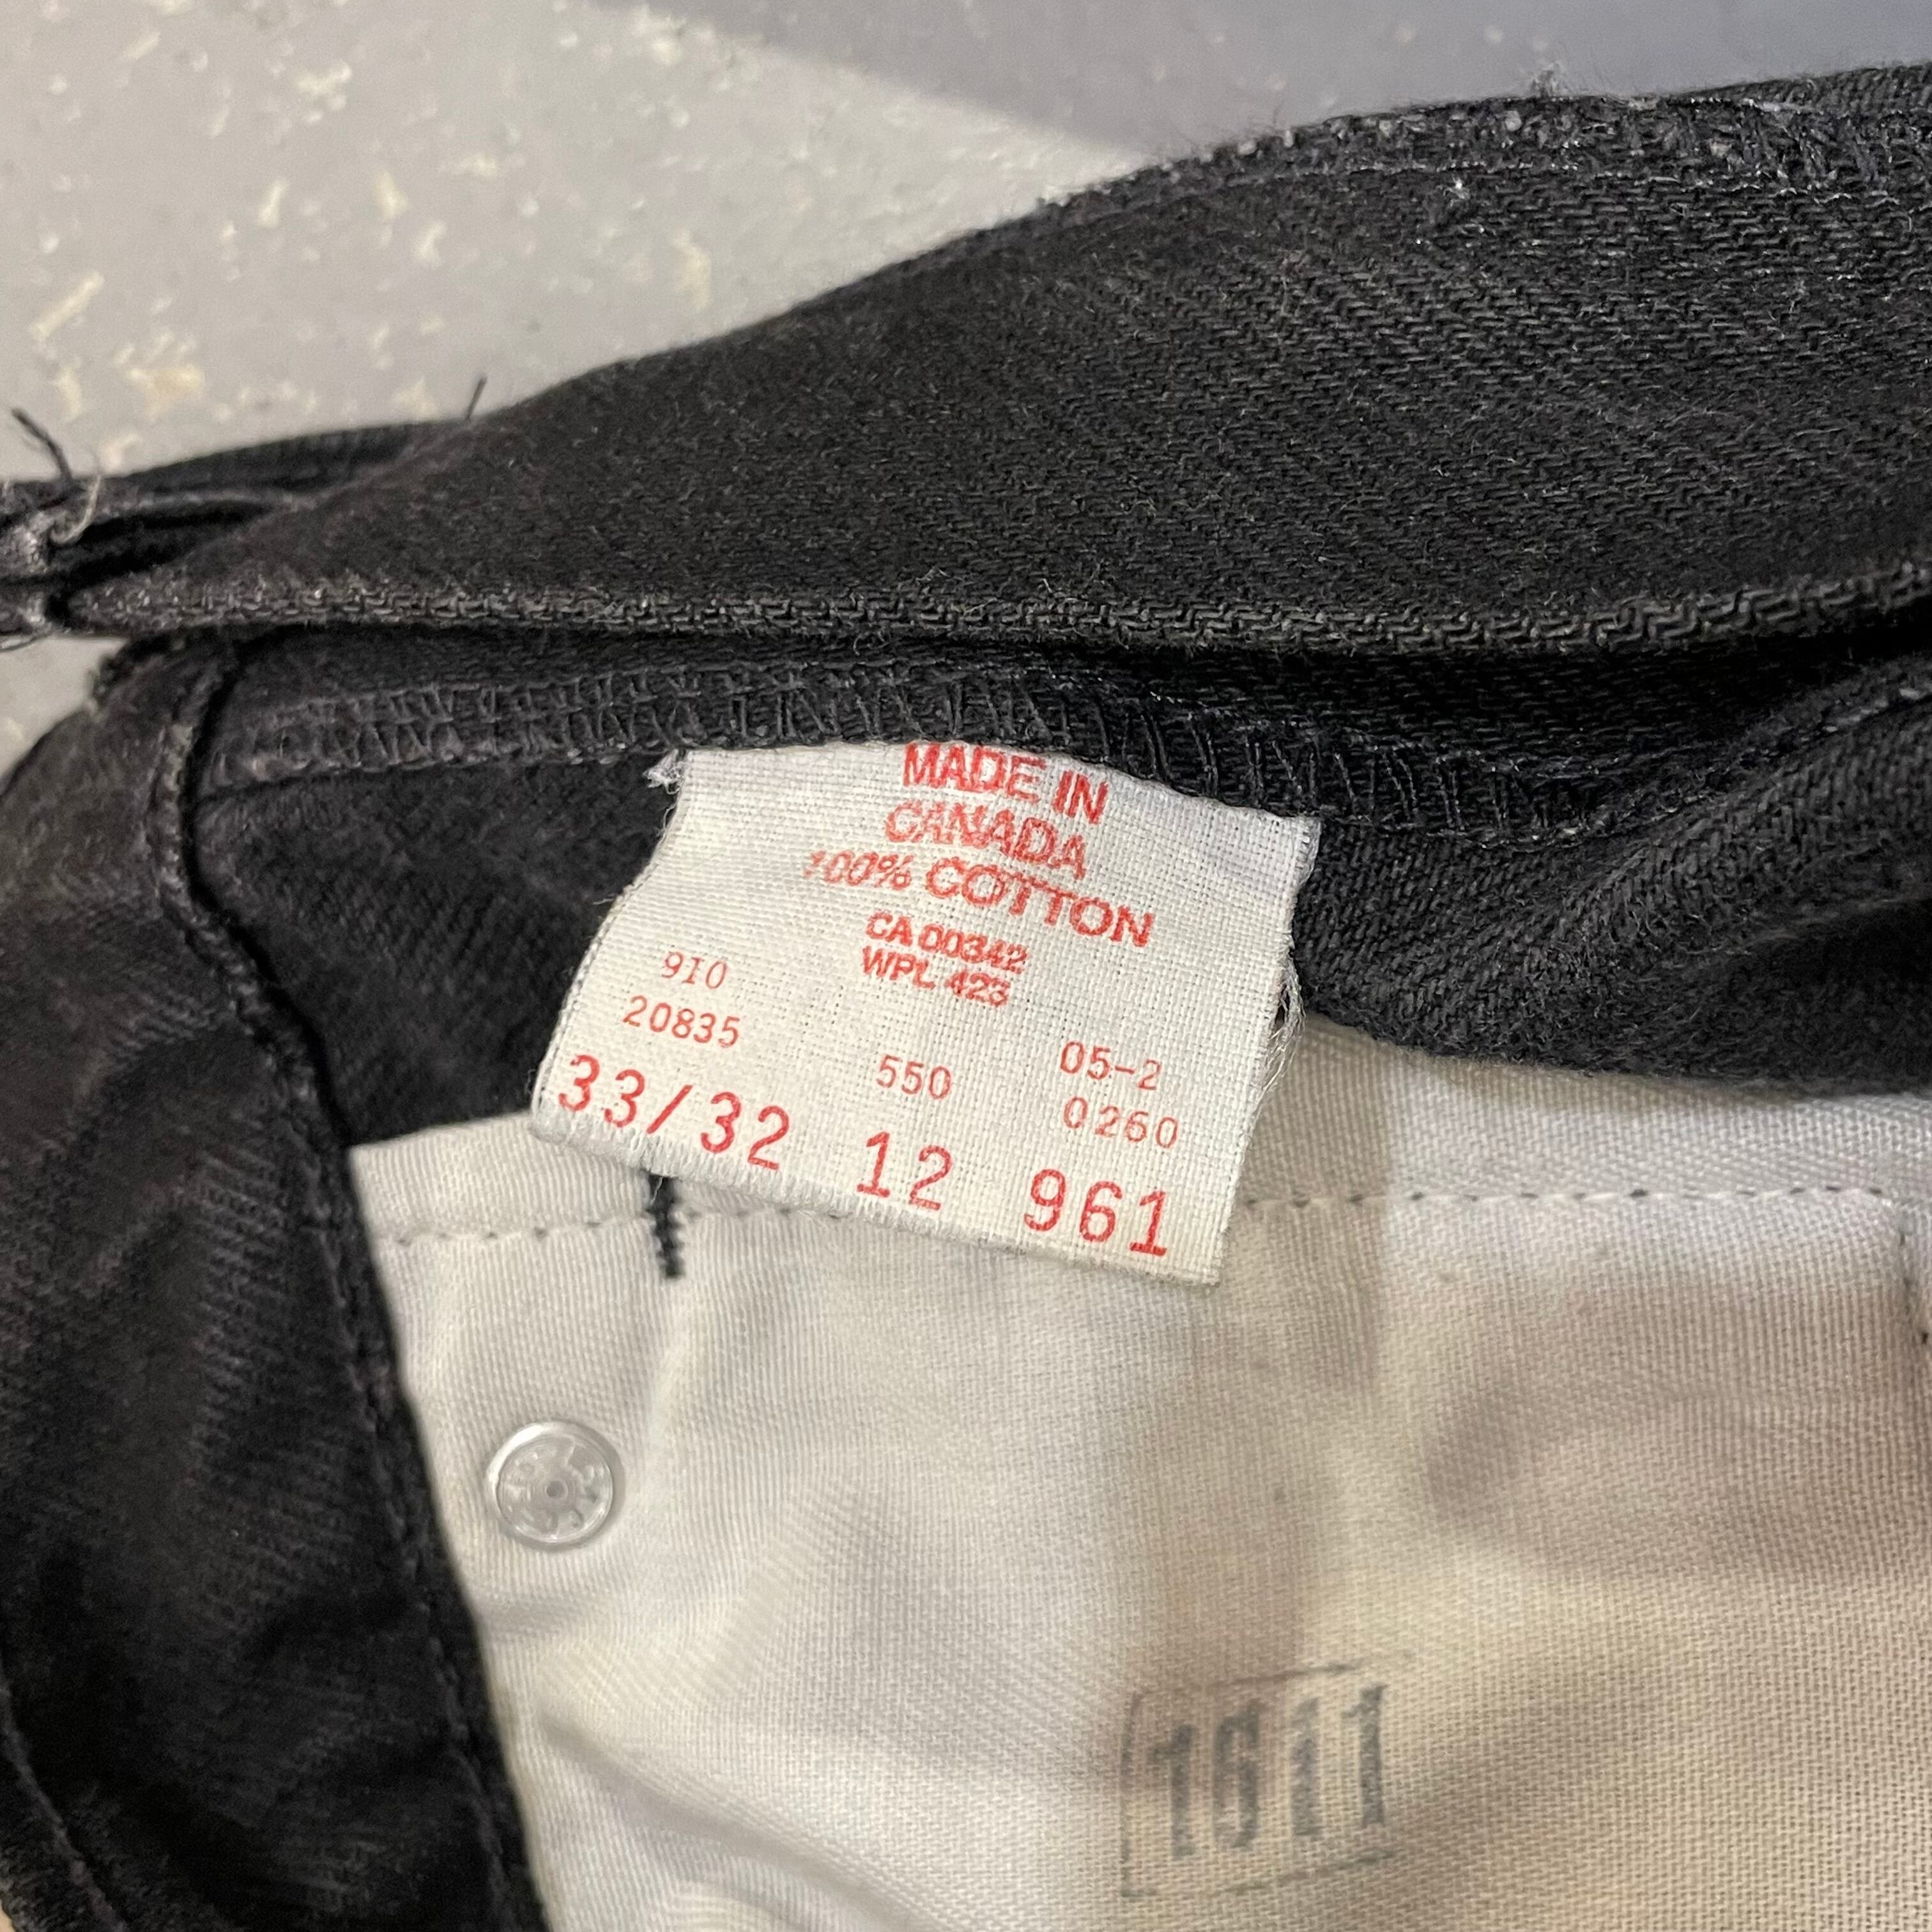 MADE IN
CANADA
100% COTTON
CA 00342
WPL 423
910
20835 550 05-2
0260
33/32 12 961
1611